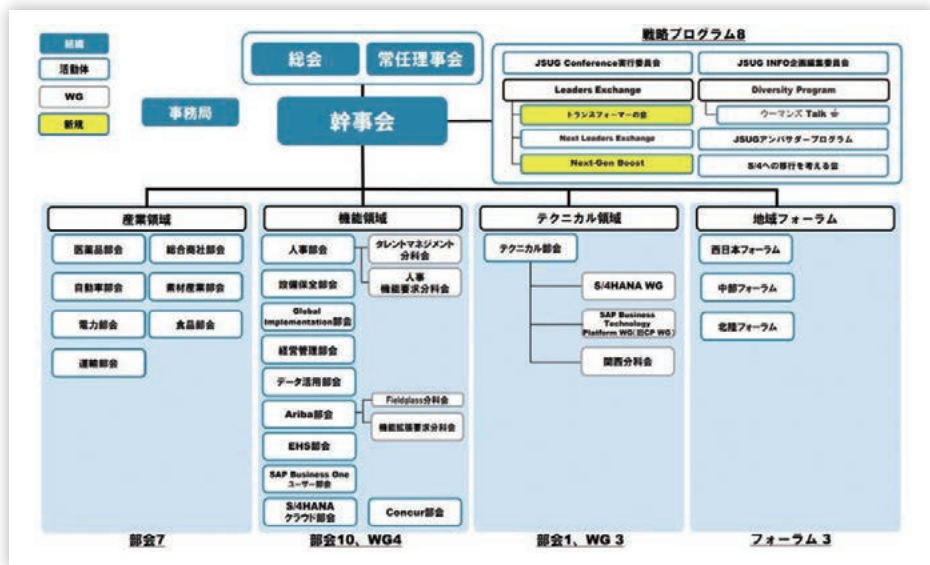 組織
活動体
WG
新規
総会
常任理事会
事務局
幹事会
戦略プログラム8
JSUG Conference実行委員会
JSUG INFO企画編集委員会
Leaders Exchange
Diversity Program
トランスフォーマーの会
ウーマンズ Talk
Next Leaders Exchange
JSUGアンバサダープログラム
Next-Gen Boost
S/4への移行を考える会
産業領域
医薬品部会
総合商社部会
自動車部会
素材産業部会
電力部会
食品部会
運輸部会
部会7
機能領域
人事部会
タレントマネジメント
分科会
人事
機能要求分科会
設備保全部会
Global
Implementation部会
経営管理部会
データ活用部会
Ariba部会
Fieldglass分科会
機能拡張要求分科会
EHS部会
SAP Business One
ユーザー部会
S/4HANA
クラウド部会
Concur部会
部会10、WG4
テクニカル領域
テクニカル部会
S/4HANA WG
SAP Business
Technology
Platform WG(旧CP WG)
関西分科会
部会1、WG 3
地域フォーラム
西日本フォーラム
中部フォーラム
北陸フォーラム
フォーラム 3